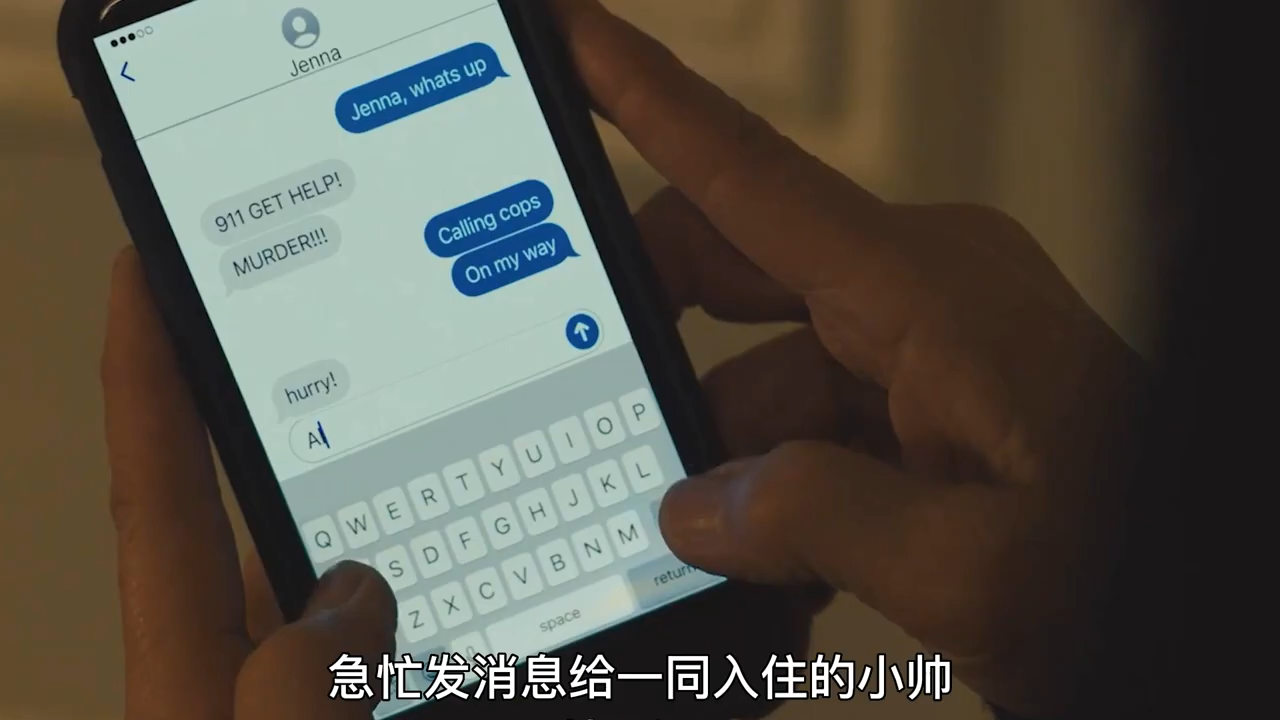 Jenna
Jenna, whats up
911 GET HELP!
MURDER!!!
Calling cops
On my way
hurry!
A
Q W E R T Y U I O P
S D F G H J K L
Z X C V B N M
space
return
急忙发消息给一同入住的小帅